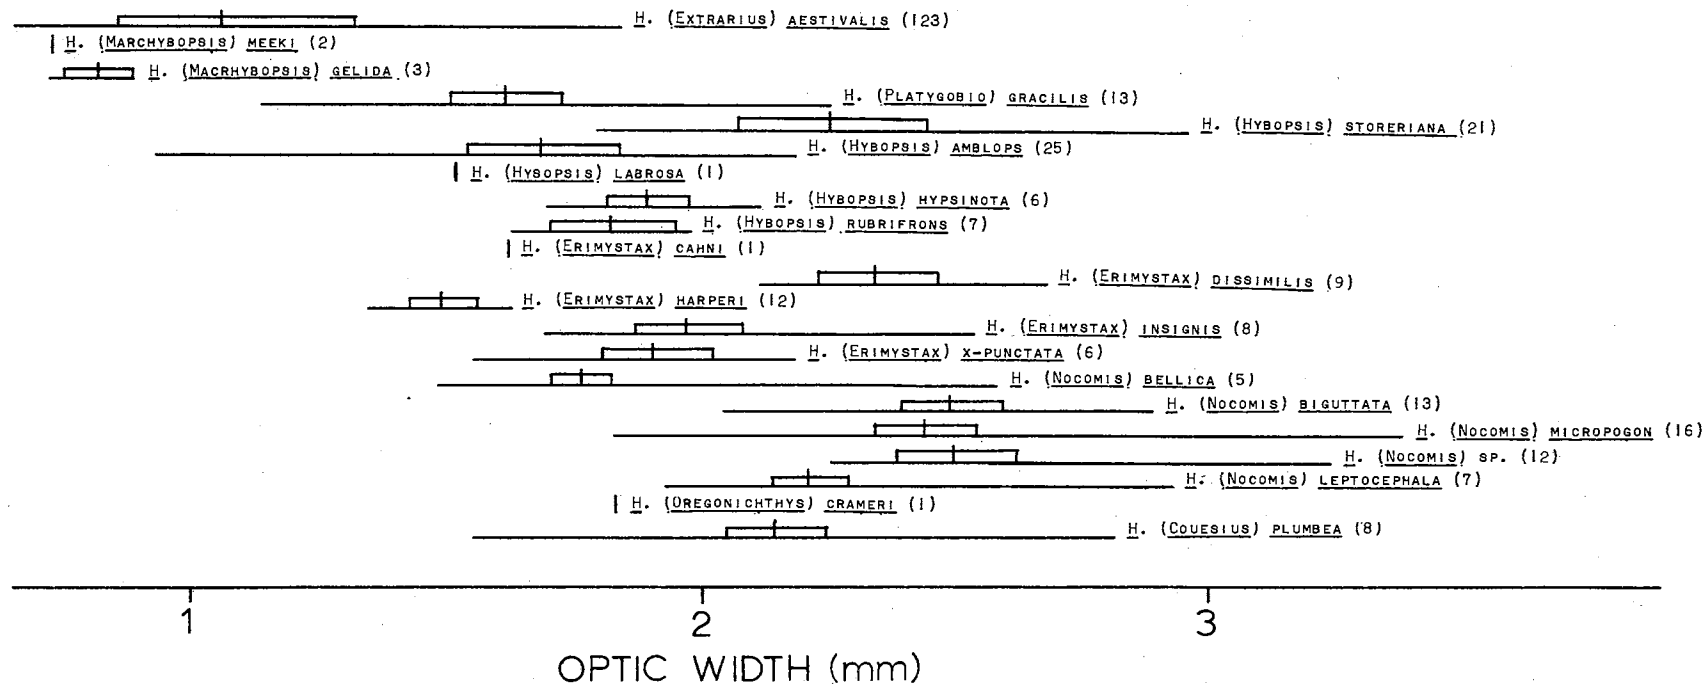 H. (EXTRARIUS) AESTIVALIS (123)
H. (MARCHYBOPSIS) MEEKI (2)
H. (MACRHYBOPSIS) GELIDA (3)
H. (PLATYGOBIO) GRACILIS (13)
H. (HYBOPSIS) STORERIANA (21)
H. (HYBOPSIS) AMBLOPS (25)
H. (HYBOPSIS) LABROSA (1)
H. (HYBOPSIS) HYPSINOTA (6)
H. (HYBOPSIS) RUBRIFRONS (7)
H. (ERIMYSTAX) CAHNI (1)
H. (ERIMYSTAX) DISSIMILIS (9)
H. (ERIMYSTAX) HARPERI (12)
H. (ERIMYSTAX) INSIGNIS (8)
H. (ERIMYSTAX) X-PUNCTATA (6)
H. (NOCOMIS) BELLICA (5)
H. (NOCOMIS) BIGUTTATA (13)
H. (NOCOMIS) MICROPOGON (16)
H. (NOCOMIS) SP. (12)
H. (NOCOMIS) LEPTOCEPHALA (7)
H. (OREGONICHTHYS) CRAMERI (1)
H. (COUESIUS) PLUMBEA (8)
1 2 3
OPTIC WIDTH (mm)